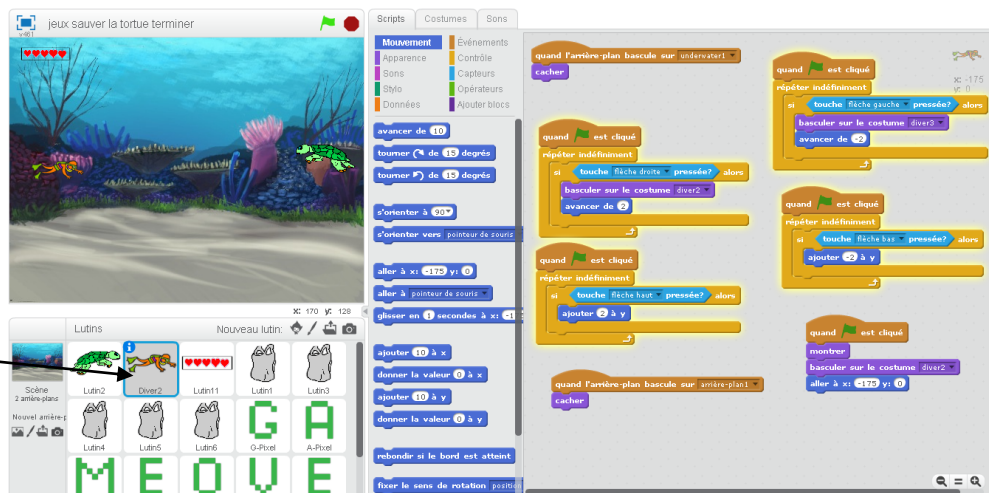 jeux sauver la tortue terminer
y461
x: 170 y: 128
Lutins
Nouveau lutin:
Scène
2 arrière-plans
Nouvel arrière-p
Lutin2
Diver2
Lutin11
Lutin1
Lutin3
Lutin4
Lutin5
Lutin6
G-Pixel
A-Pixel
G A
M E O V E
Scripts
Costumes
Sons
Mouvement
Événements
Apparence
Contrôle
Sons
Capteurs
Stylo
Opérateurs
Données
Ajouter blocs
avancer de 10
tourner de 15 degrés
tourner de 15 degrés
s'orienter à 90
s'orienter vers pointeur de souris
aller à x: -175 y: 0
aller à pointeur de souris
glisser en 1 secondes à x: -1
ajouter 10 à x
donner la valeur 0 à x
ajouter 10 à y
donner la valeur 0 à y
rebondir si le bord est atteint
fixer le sens de rotation position
quand l'arrière-plan bascule sur underwater1
cacher
quand est cliqué
répéter indéfiniment
si touche flèche droite pressée? alors
basculer sur le costume diver2
avancer de 2
quand est cliqué
répéter indéfiniment
si touche flèche haut pressée? alors
ajouter 2 à y
quand l'arrière-plan bascule sur arrière-plan1
cacher
quand est cliqué
répéter indéfiniment
si touche flèche gauche pressée? alors
basculer sur le costume diver3
avancer de -2
quand est cliqué
répéter indéfiniment
si touche flèche bas pressée? alors
ajouter -2 à y
quand est cliqué
montrer
basculer sur le costume diver2
aller à x: -175 y: 0
x: -175
y: 0